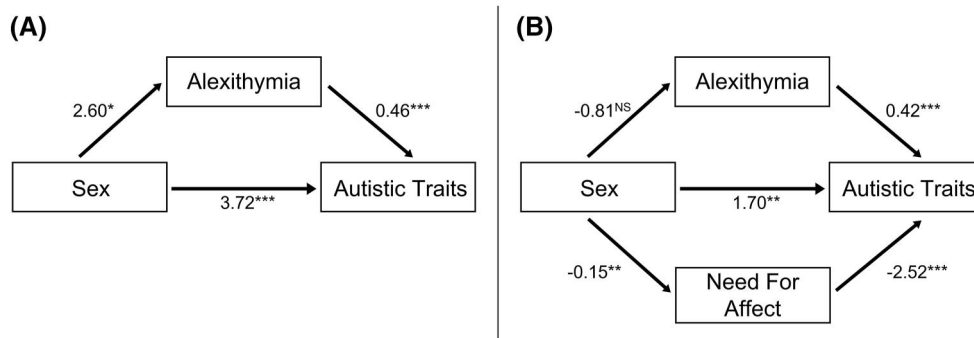 (A)
Alexithymia
2.60*
0.46***
Sex
Autistic Traits
3.72***
(B)
Alexithymia
-0.81NS
0.42***
Sex
Autistic Traits
1.70**
-0.15**
-2.52***
Need For
Affect